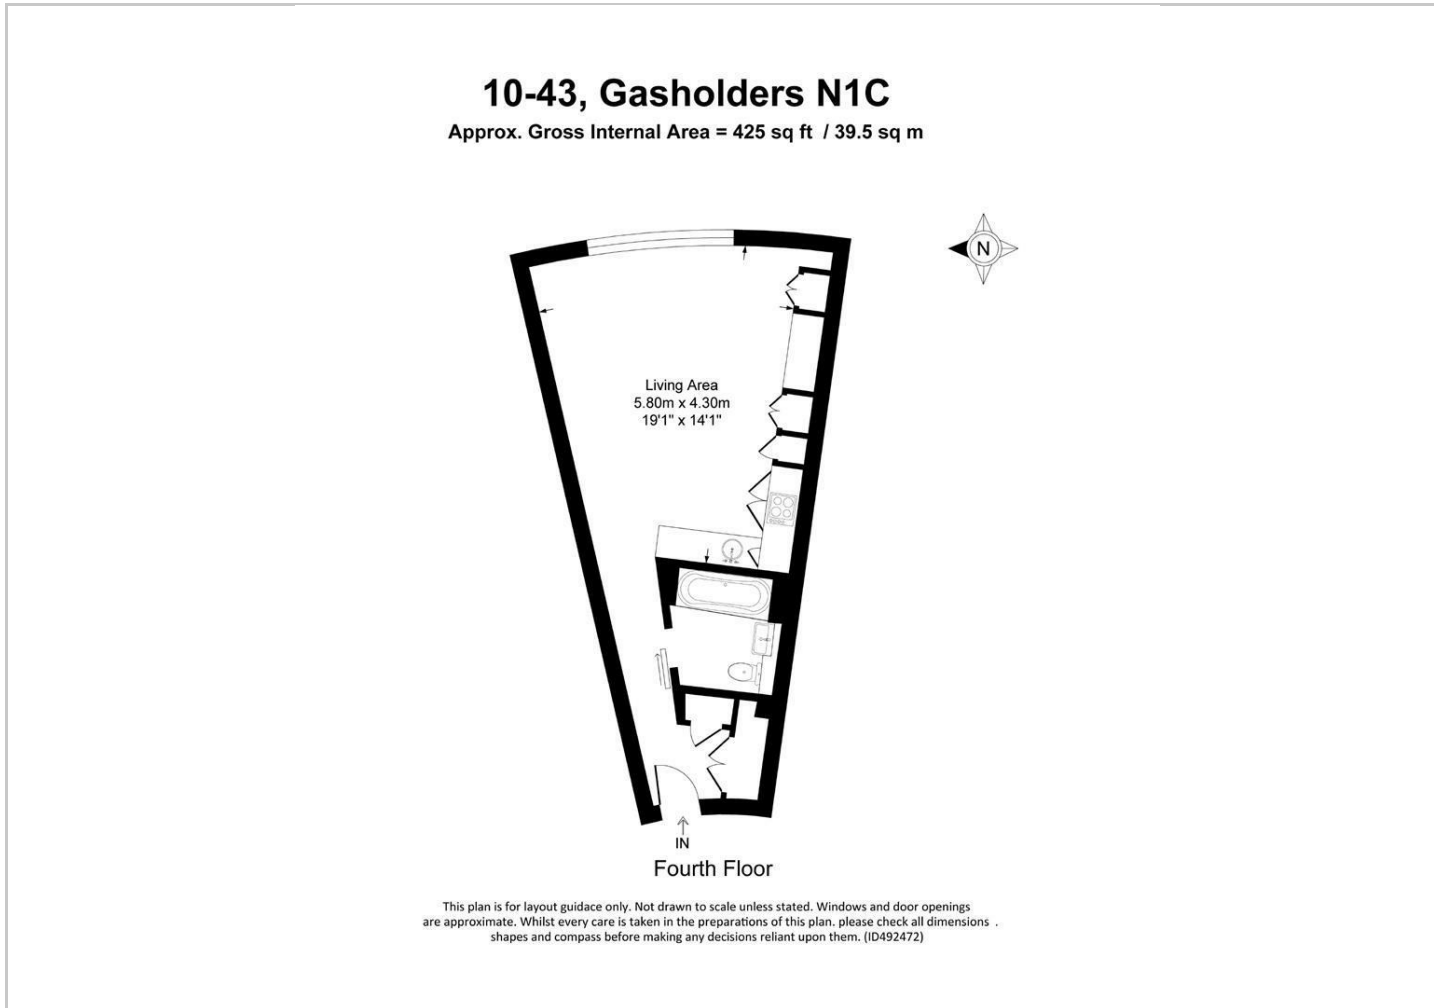 10-43, Gasholders N1C
Approx. Gross Internal Area = 425 sq ft / 39.5 sq m
N
Living Area
5.80m x 4.30m
19'1" x 14'1"
IN
Fourth Floor
This plan is for layout guidace only. Not drawn to scale unless stated. Windows and door openings
are approximate. Whilst every care is taken in the preparations of this plan. please check all dimensions .
shapes and compass before making any decisions reliant upon them. (ID492472)